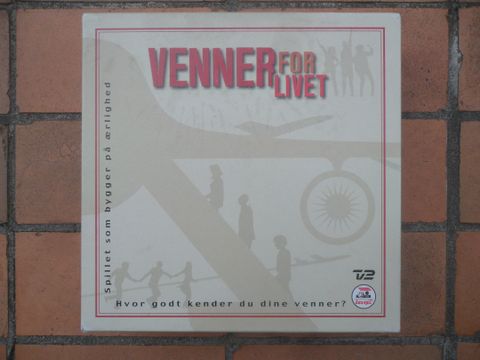 VENNER FOR
LIVET
Spillet som bygger på ærlighed
Hvor godt kender du dine venner?
TV2